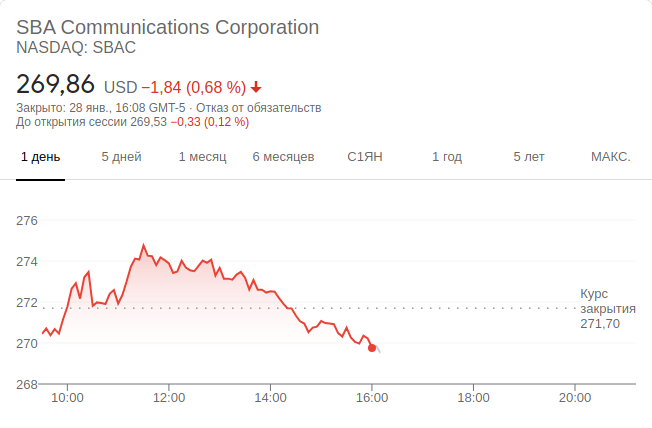 SBA Communications Corporation
NASDAQ: SBAC
269,86 USD −1,84 (0,68 %)
Закрыто: 28 янв., 16:08 GMT-5 · Отказ от обязательств
До открытия сессии 269,53 −0,33 (0,12 %)
1 день 5 дней 1 месяц 6 месяцев С1ЯН 1 год 5 лет МАКС.
276
274
272
270
268
Курс
закрытия
271,70
10:00 12:00 14:00 16:00 18:00 20:00